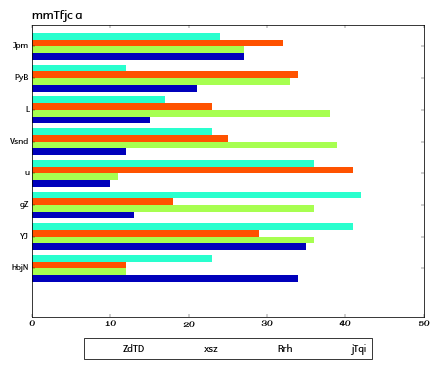 mmTfjc a
Jpm
PyB
L
Vsnd
u
gZ
YJ
hbjN
0 10 20 30 40 50
ZdTD xsz Rrh jTqi